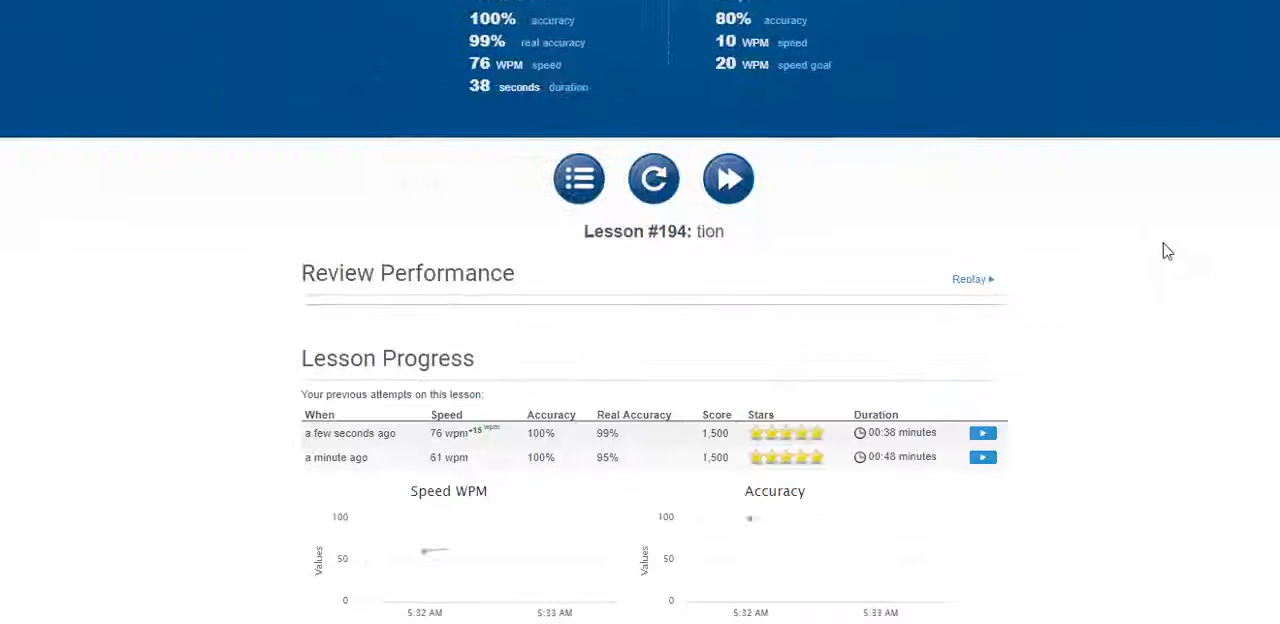 100% accuracy
99% real accuracy
76 WPM speed
38 seconds duration
80% accuracy
10 WPM speed
20 WPM speed goal
Lesson #194: tion
Review Performance
Replay
Lesson Progress
Your previous attempts on this lesson:
When Speed Accuracy Real Accuracy Score Stars Duration
a few seconds ago 76 wpm +15 wpm 100% 99% 1,500 00:38 minutes
a minute ago 61 wpm 100% 95% 1,500 00:48 minutes
Speed WPM
100
Values
50
0
5:32 AM 5:33 AM
Accuracy
100
Values
50
0
5:32 AM 5:33 AM